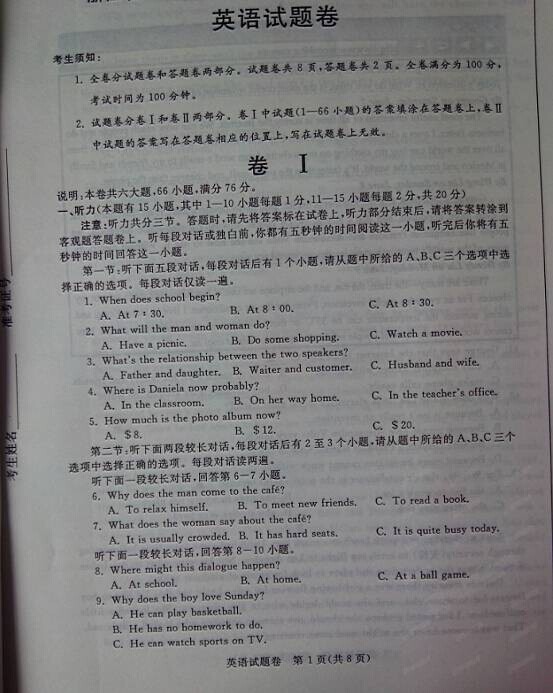 英语试题卷
考生须知:
1. 全卷分试题卷和答题卷两部分。试题卷共 8 页,答题卷共 2 页。全卷满分为 100 分,
考试时间为 100 分钟。
2. 试题卷分卷Ⅰ和卷Ⅱ两部分。卷Ⅰ中试题(1—66 小题)的答案填涂在答题卷上,卷Ⅱ
中试题的答案写在答题卷相应的位置上,写在试题卷上无效。
卷 Ⅰ
说明:本卷共六大题,66 小题,满分 76 分。
一、听力(本题有 15 小题,其中 1—10 小题每题 1 分,11—15 小题每题 2 分,共 20 分)
注意:听力共分三节。答题时,请先将答案标在试卷上,听力部分结束后,请将答案转涂到
客观题答题卷上。听每段对话或独白前,你都有五秒钟的时间阅读这一小题,听完后你将有五
秒钟的时间回答这一小题。
第一节:听下面五段对话,每段对话后有 1 个小题,请从题中所给的 A、B、C 三个选项中选
择正确的选项。每段对话仅读一遍。
1. When does school begin?
A. At 7:30. B. At 8:00. C. At 8:30.
2. What will the man and woman do?
A. Have a picnic. B. Do some shopping. C. Watch a movie.
3. What's the relationship between the two speakers?
A. Father and daughter. B. Waiter and customer. C. Husband and wife.
4. Where is Daniela now probably?
A. In the classroom. B. On her way home. C. In the teacher's office.
5. How much is the photo album now?
A. $8. B. $12. C. $20.
第二节:听下面两段较长对话,每段对话后有 2 至 3 个小题,请从题中所给的 A、B、C 三个
选项中选择正确的选项。每段对话读两遍。
听下面一段较长对话,回答第 6—7 小题。
6. Why does the man come to the café?
A. To relax himself. B. To meet new friends. C. To read a book.
7. What does the woman say about the café?
A. It is usually crowded. B. It has hard seats. C. It is quite busy today.
听下面一段较长对话,回答第 8—10 小题。
8. Where might this dialogue happen?
A. At school. B. At home. C. At a ball game.
9. Why does the boy love Sunday?
A. He can play basketball.
B. He has no homework to do.
C. He can watch sports on TV.
英语试题卷 第 1 页(共 8 页)
准考证号
考生姓名